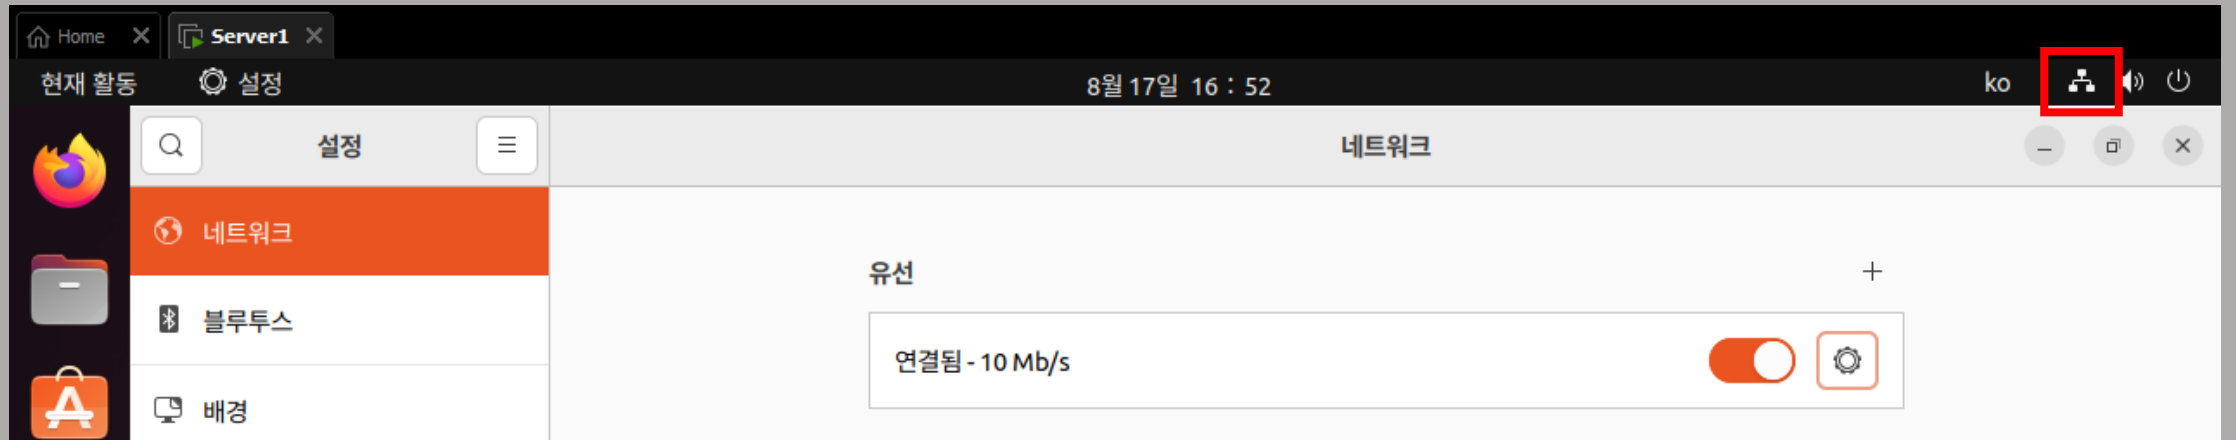 Home
Server1
현재 활동
설정
8월 17일 16 : 52
ko
설정
네트워크
네트워크
유선
블루투스
연결됨 - 10 Mb/s
배경